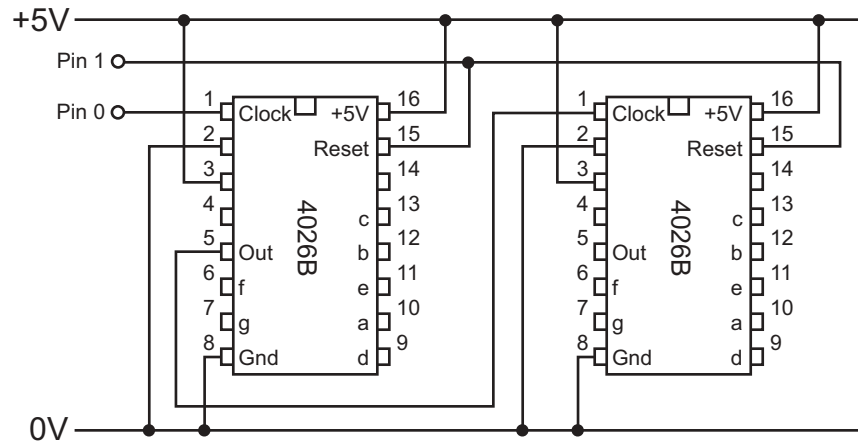 +5V
Pin 1
Pin 0
1 Clock +5V 16
2 Reset 15
3 14
4 c 13
5 Out b 12
6 f e 11
7 g a 10
8 Gnd d 9
4026B
1 Clock +5V 16
2 Reset 15
3 14
4 c 13
5 Out b 12
6 f e 11
7 g a 10
8 Gnd d 9
4026B
0V